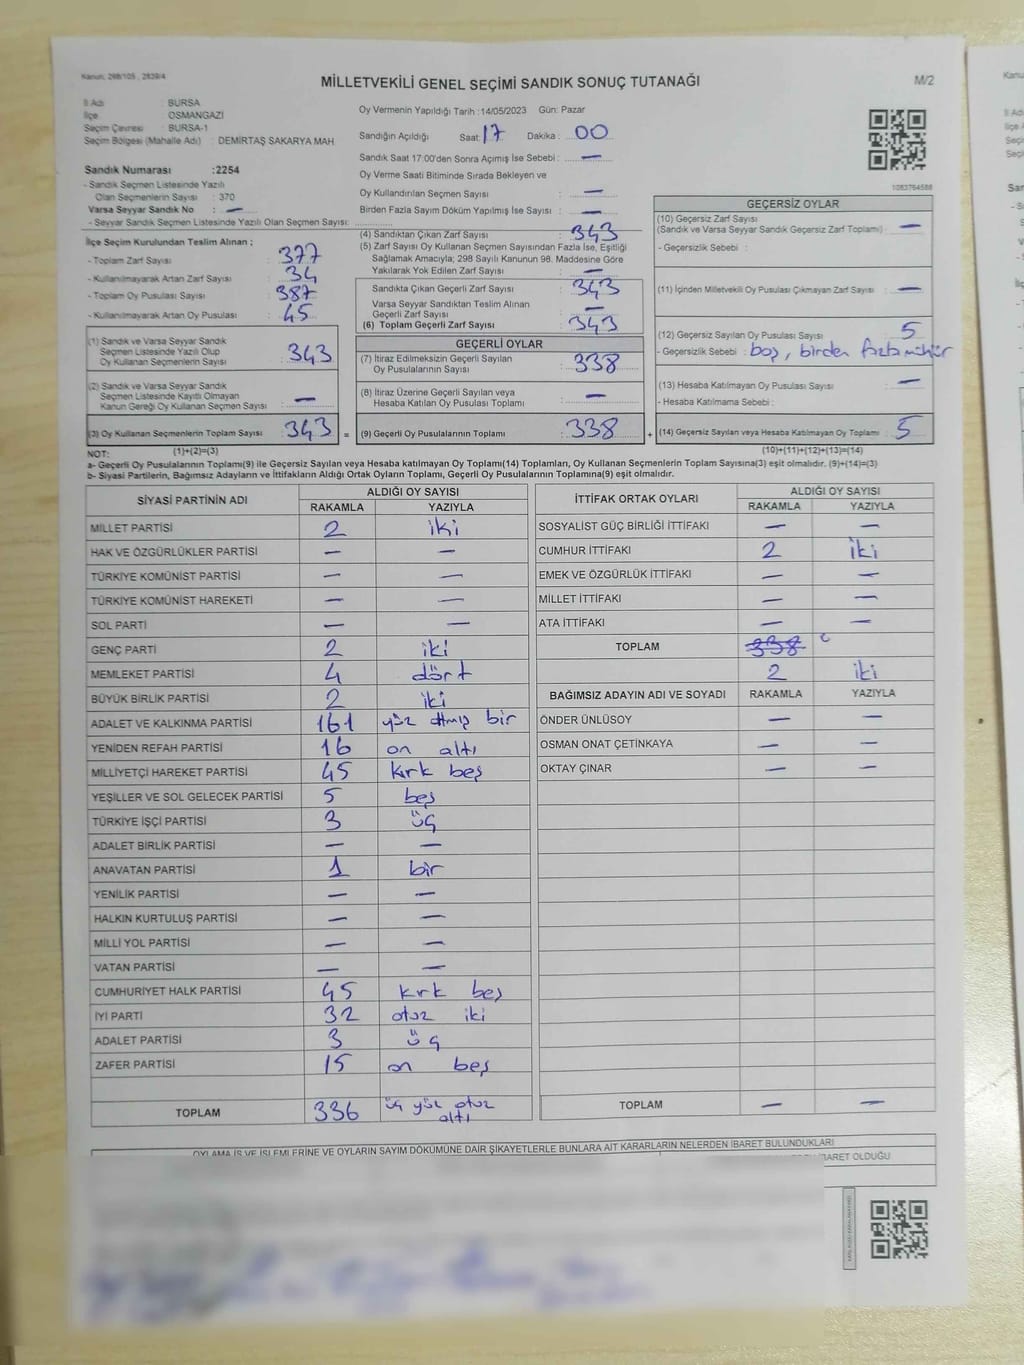 Kanun: 298/105 , 2839/4
MİLLETVEKİLİ GENEL SEÇİMİ SANDIK SONUÇ TUTANAĞI
M/2
İl Adı : BURSA
İlçe : OSMANGAZİ
Seçim Çevresi : BURSA-1
Seçim Bölgesi (Mahalle Adı) : DEMİRTAŞ SAKARYA MAH
Sandık Numarası :2254
- Sandık Seçmen Listesinde Yazılı
Olan Seçmenlerin Sayısı : 370
Varsa Seyyar Sandık No : —
- Seyyar Sandık Seçmen Listesinde Yazılı Olan Seçmen Sayısı:
Oy Vermenin Yapıldığı Tarih :14/05/2023 Gün: Pazar
Sandığın Açıldığı Saat: 17 Dakika : 00
Sandık Saat 17:00'den Sonra Açımış İse Sebebi : —
Oy Verme Saati Bitiminde Sırada Bekleyen ve
Oy Kullandırılan Seçmen Sayısı : —
Birden Fazla Sayım Döküm Yapılmış İse Sayısı : —
1083764588
İlçe Seçim Kurulundan Teslim Alınan ;
- Toplam Zarf Sayısı : 377
- Kullanılmayarak Artan Zarf Sayısı : 34
- Toplam Oy Pusulası Sayısı : 387
- Kullanılmayarak Artan Oy Pusulası : 45
(1) Sandık ve Varsa Seyyar Sandık
Seçmen Listesinde Yazılı Olup
Oy Kullanan Seçmenlerin Sayısı : 343
(2) Sandık ve Varsa Seyyar Sandık
Seçmen Listesinde Kayıtlı Olmayan
Kanun Gereği Oy Kullanan Seçmen Sayısı : —
(3) Oy Kullanan Seçmenlerin Toplam Sayısı : 343 =
(4) Sandıktan Çıkan Zarf Sayısı : 343
(5) Zarf Sayısı Oy Kullanan Seçmen Sayısından Fazla İse, Eşitliği
Sağlamak Amacıyla; 298 Sayılı Kanunun 98. Maddesine Göre
Yakılarak Yok Edilen Zarf Sayısı : —
Sandıkta Çıkan Geçerli Zarf Sayısı : 343
Varsa Seyyar Sandıktan Teslim Alınan
Geçerli Zarf Sayısı : —
(6) Toplam Geçerli Zarf Sayısı : 343
GEÇERLİ OYLAR
(7) İtiraz Edilmeksizin Geçerli Sayılan
Oy Pusulalarının Sayısı : 338
(8) İtiraz Üzerine Geçerli Sayılan veya
Hesaba Katılan Oy Pusulası Toplamı : —
(9) Geçerli Oy Pusulalarının Toplamı : 338 +
GEÇERSİZ OYLAR
(10) Geçersiz Zarf Sayısı
(Sandık ve Varsa Seyyar Sandık Geçersiz Zarf Toplamı) : —
- Geçersizlik Sebebi :
(11) İçinden Milletvekili Oy Pusulası Çıkmayan Zarf Sayısı : —
(12) Geçersiz Sayılan Oy Pusulası Sayısı : 5
- Geçersizlik Sebebi : boş, birden fazla mühür
(13) Hesaba Katılmayan Oy Pusulası Sayısı : —
- Hesaba Katılmama Sebebi :
(14) Geçersiz Sayılan veya Hesaba Katılmayan Oy Toplamı : 5
NOT: (1)+(2)=(3) (10)+(11)+(12)+(13)=(14)
a- Geçerli Oy Pusulalarının Toplamı(9) ile Geçersiz Sayılan veya Hesaba katılmayan Oy Toplamı(14) Toplamları, Oy Kullanan Seçmenlerin Toplam Sayısına(3) eşit olmalıdır. (9)+(14)=(3)
b- Siyasi Partilerin, Bağımsız Adayların ve İttifakların Aldığı Ortak Oyların Toplamı, Geçerli Oy Pusulalarının Toplamına(9) eşit olmalıdır.
SİYASİ PARTİNİN ADI ALDIĞI OY SAYISI
RAKAMLA YAZIYLA
MİLLET PARTİSİ 2 iki
HAK VE ÖZGÜRLÜKLER PARTİSİ — —
TÜRKİYE KOMÜNİST PARTİSİ — —
TÜRKİYE KOMÜNİST HAREKETİ — —
SOL PARTİ — —
GENÇ PARTİ 2 iki
MEMLEKET PARTİSİ 4 dört
BÜYÜK BİRLİK PARTİSİ 2 iki
ADALET VE KALKINMA PARTİSİ 161 yüz altmış bir
YENİDEN REFAH PARTİSİ 16 on altı
MİLLİYETÇİ HAREKET PARTİSİ 45 kırk beş
YEŞİLLER VE SOL GELECEK PARTİSİ 5 beş
TÜRKİYE İŞÇİ PARTİSİ 3 üç
ADALET BİRLİK PARTİSİ — —
ANAVATAN PARTİSİ 1 bir
YENİLİK PARTİSİ — —
HALKIN KURTULUŞ PARTİSİ — —
MİLLİ YOL PARTİSİ — —
VATAN PARTİSİ — —
CUMHURİYET HALK PARTİSİ 45 kırk beş
İYİ PARTİ 32 otuz iki
ADALET PARTİSİ 3 üç
ZAFER PARTİSİ 15 on beş
TOPLAM 336 üç yüz otuz altı
İTTİFAK ORTAK OYLARI ALDIĞI OY SAYISI
RAKAMLA YAZIYLA
SOSYALİST GÜÇ BİRLİĞİ İTTİFAKI — —
CUMHUR İTTİFAKI 2 iki
EMEK VE ÖZGÜRLÜK İTTİFAKI — —
MİLLET İTTİFAKI — —
ATA İTTİFAKI — —
TOPLAM 338
2 iki
BAĞIMSIZ ADAYIN ADI VE SOYADI RAKAMLA YAZIYLA
ÖNDER ÜNLÜSOY — —
OSMAN ONAT ÇETİNKAYA — —
OKTAY ÇINAR — —
TOPLAM — —
OYLAMA İŞ VE İŞLEMLERİNE VE OYLARIN SAYIM DÖKÜMÜNE DAİR ŞİKAYETLERLE BUNLARA AİT KARARLARIN NELERDEN İBARET BULUNDUKLARI
İBARET OLDUĞU